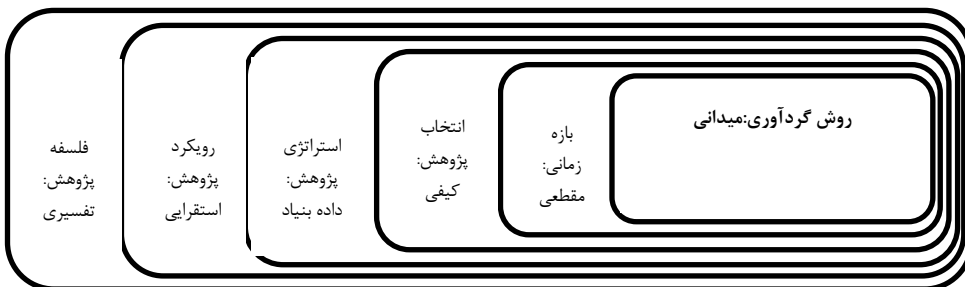 فلسفه
پژوهش:
تفسیری
رویکرد
پژوهش:
استقرایی
استراتژی
پژوهش:
داده بنیاد
انتخاب
پژوهش:
کیفی
بازه
زمانی:
مقطعی
روش گردآوری:میدانی